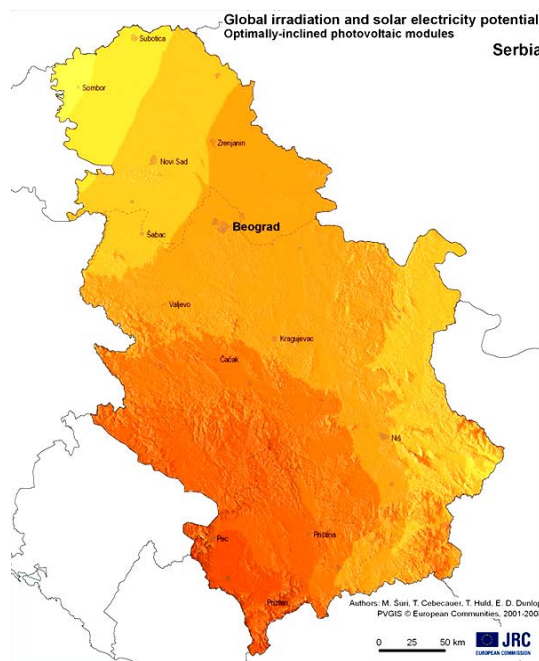 Global irradiation and solar electricity potential
Optimally-inclined photovoltaic modules
Serbia
Subotica
Sombor
Zrenjanin
Novi Sad
Beograd
Šabac
Valjevo
Kragujevac
Čačak
Niš
Pec
Priština
Prizren
Authors: M. Šuri, T. Cebecauer, T. Huld, E. D. Dunlop
PVGIS © European Communities, 2001-2008
0 25 50 km
JRC
EUROPEAN COMMISSION